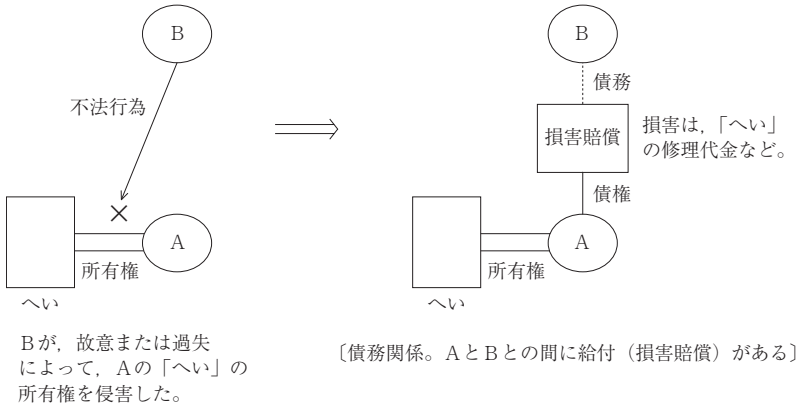 B
不法行為
A
所有権
へい
Bが，故意または過失
によって，Aの「へい」の
所有権を侵害した。
B
債務
損害賠償
損害は，「へい」
の修理代金など。
債権
A
所有権
へい
〔債務関係。AとBとの間に給付（損害賠償）がある〕